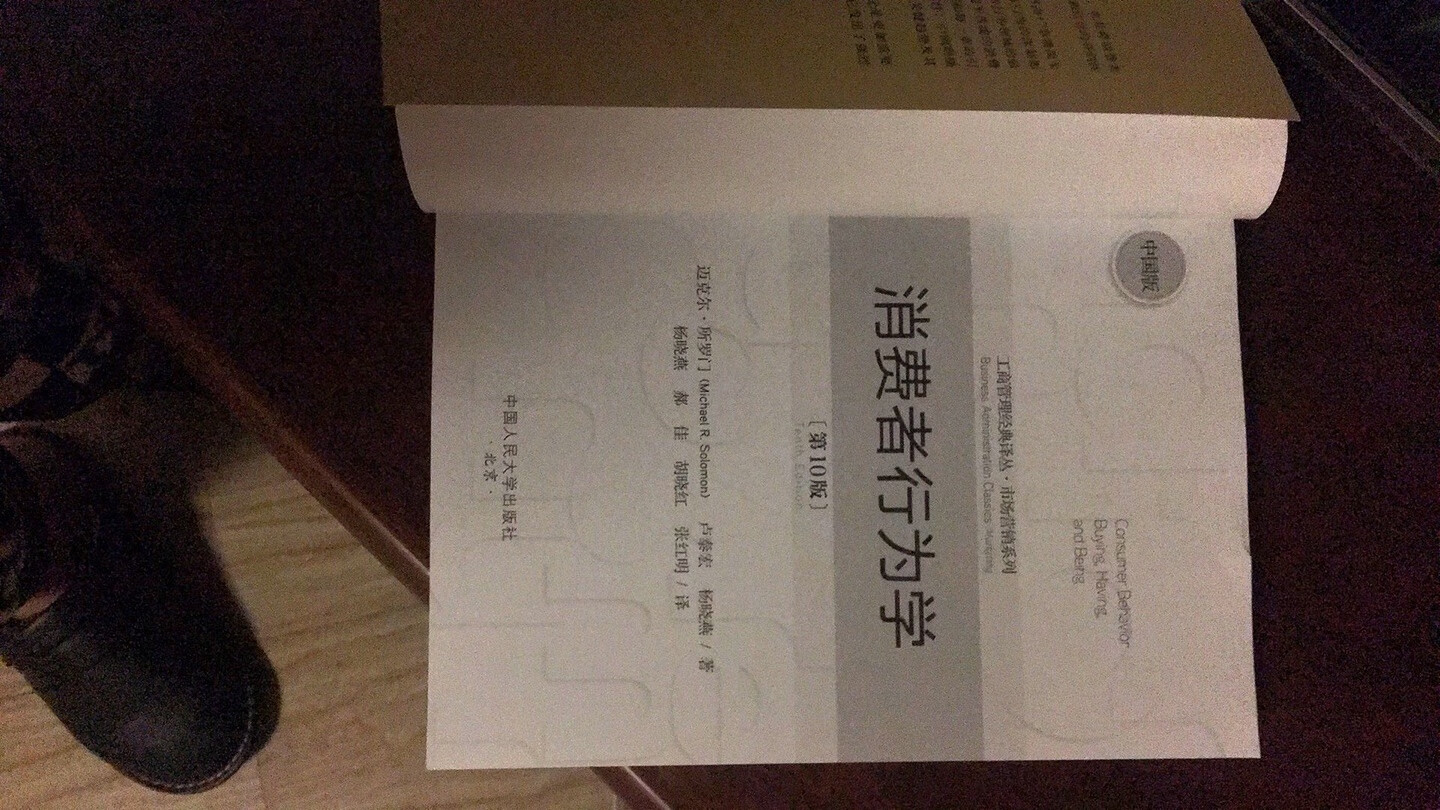 中国版
Consumer Behavior
Buying, Having,
and Being
工商管理经典译丛·市场营销系列
Business Administration Classics·Marketing
消费者行为学
〔第10版〕
Tenth Edition
迈克尔·所罗门（Michael R. Solomon） 卢泰宏 杨晓燕 / 著
杨晓燕 郝佳 胡晓红 张红明 / 译
中国人民大学出版社
·北京·